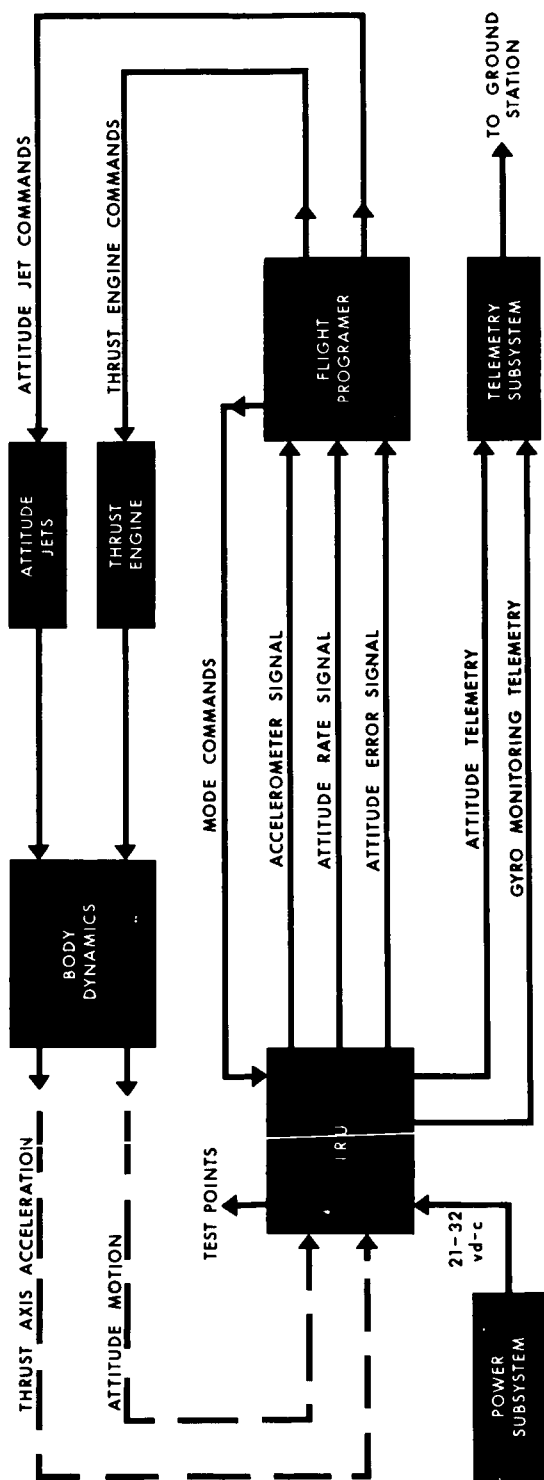 THRUST AXIS ACCELERATION
ATTITUDE MOTION
BODY
DYNAMICS
ATTITUDE
JETS
THRUST
ENGINE
ATTITUDE JET COMMANDS
THRUST ENGINE COMMANDS
TEST POINTS
IRU
MODE COMMANDS
ACCELEROMETER SIGNAL
ATTITUDE RATE SIGNAL
ATTITUDE ERROR SIGNAL
FLIGHT
PROGRAMER
POWER
SUBSYSTEM
21-32
vd-c
ATTITUDE TELEMETRY
GYRO MONITORING TELEMETRY
TELEMETRY
SUBSYSTEM
TO GROUND
STATION